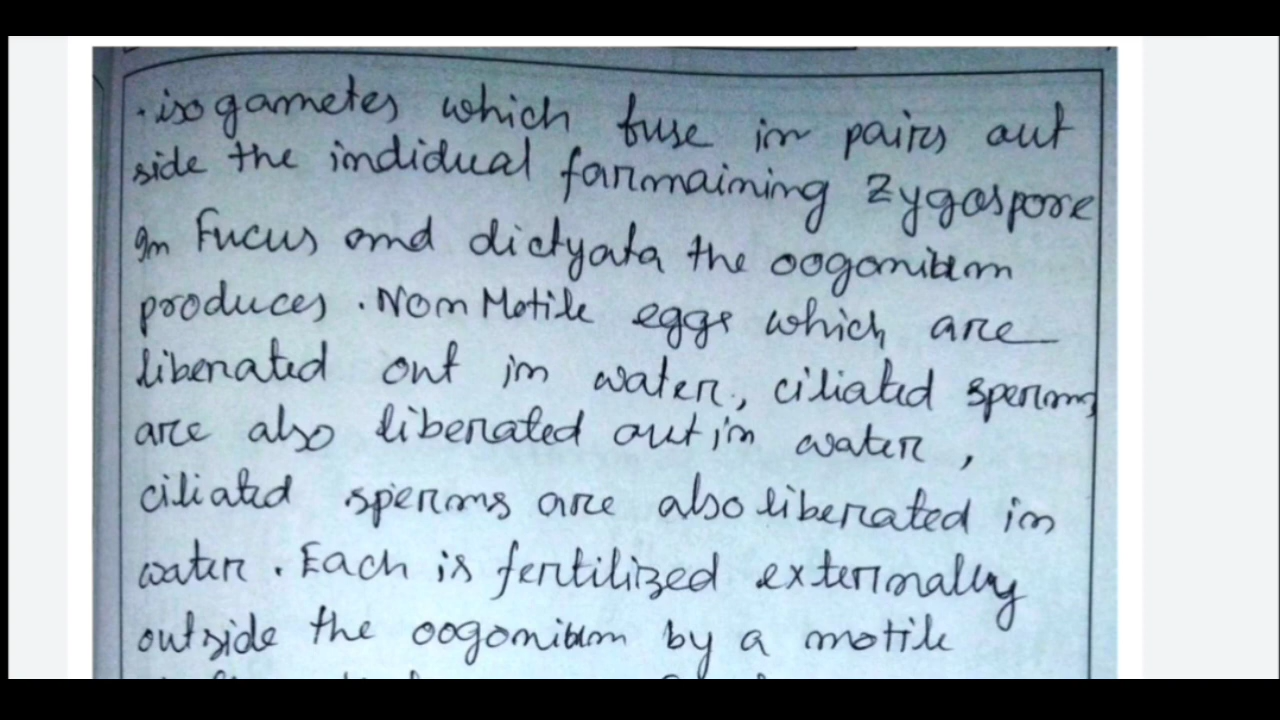 . isogametes which fuse in pairs out
side the indidual farmaining Zygospore
In Fucus and dictyata the oogonium
produces . Non Motile eggs which are
liberated out in water, ciliated sperms
are also liberated out in water,
ciliated sperms are also liberated in
water. Each is fertilized externally
outside the oogonium by a motile